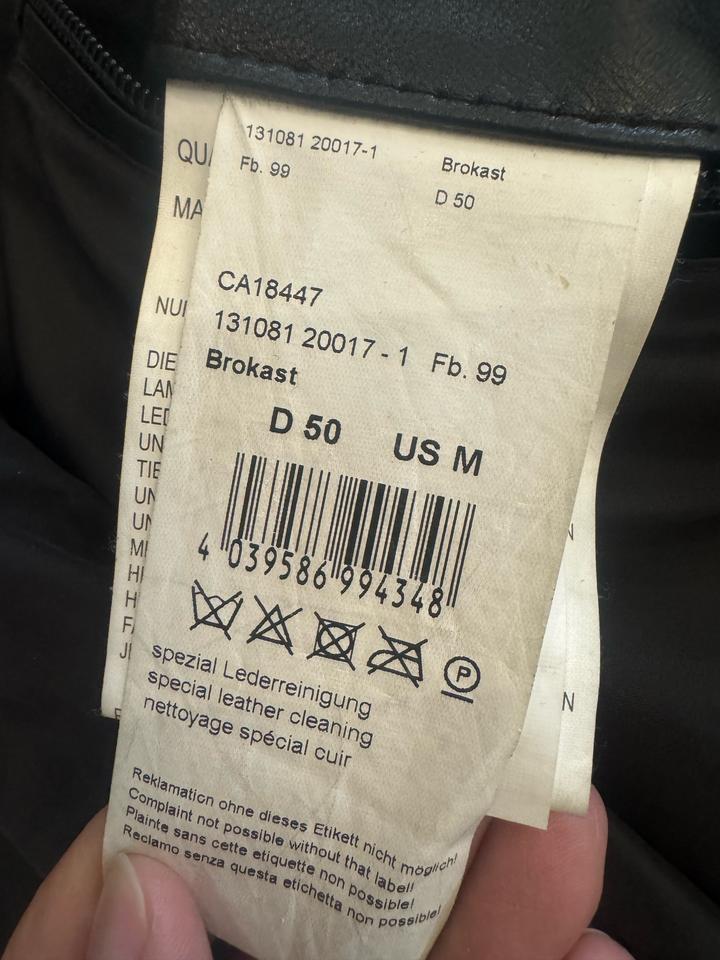 131081 20017-1 Brokast
Fb. 99 D 50
CA18447
131081 20017 - 1 Fb. 99
Brokast
D 50 US M
4 039586 994348
P
spezial Lederreinigung
special leather cleaning
nettoyage spécial cuir
Reklamation ohne dieses Etikett nicht möglich!
Complaint not possible without that label!
Plainte sans cette etiquette non possible!
Reclamo senza questa etichetta non possible!